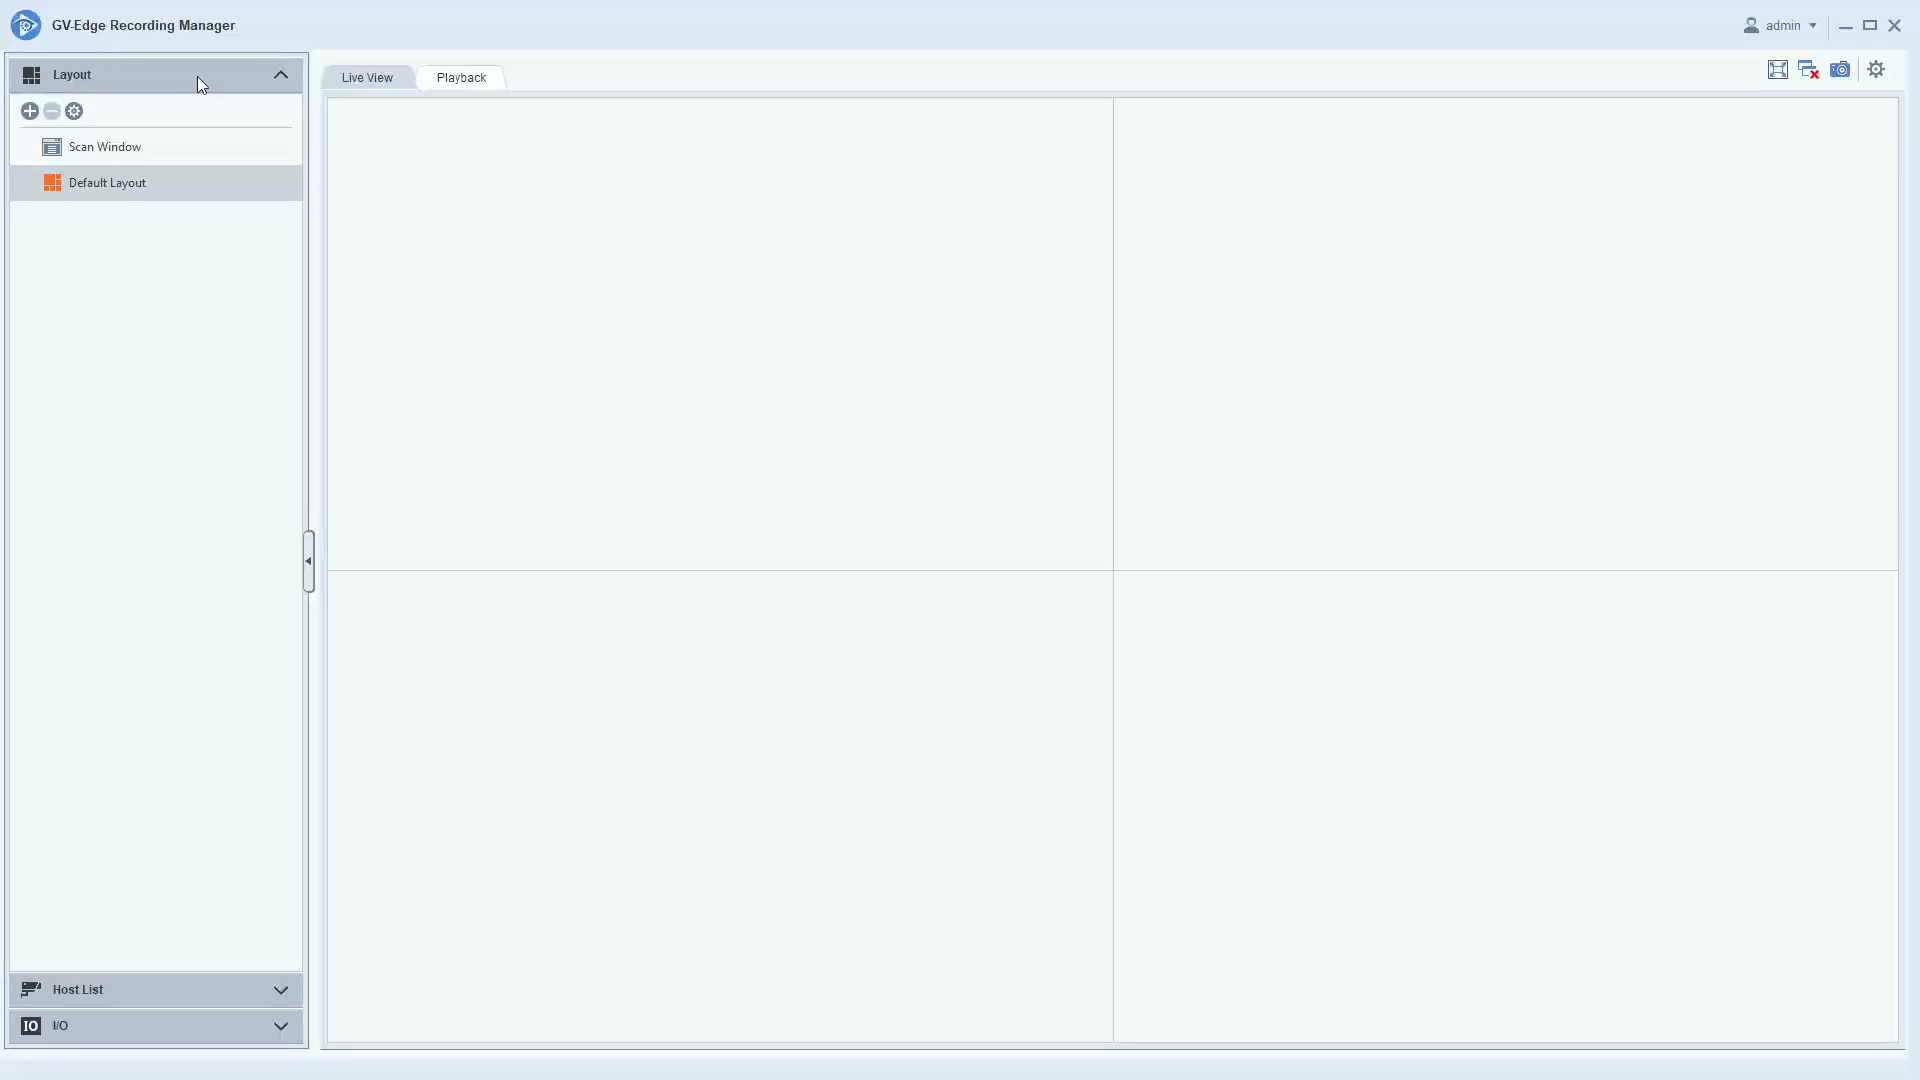 GV-Edge Recording Manager
admin
Layout
Live View
Playback
Scan Window
Default Layout
Host List
IO
I/O